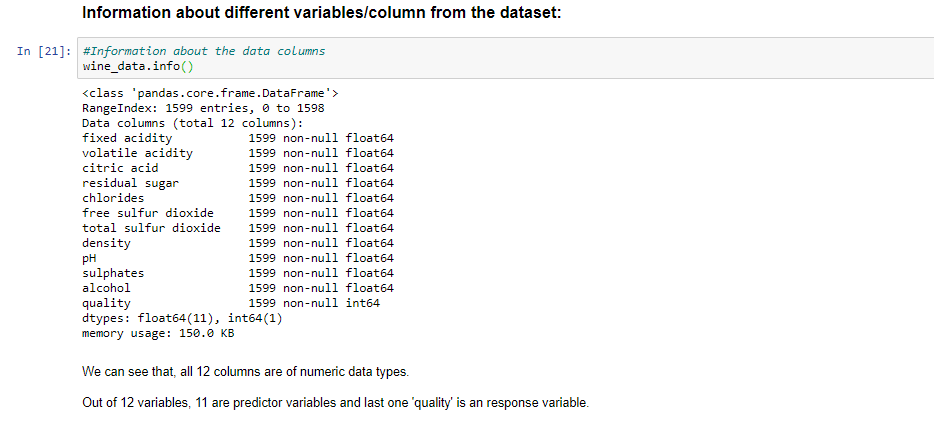 Information about different variables/column from the dataset:
In [21]: #Information about the data columns
wine_data.info()
<class 'pandas.core.frame.DataFrame'>
RangeIndex: 1599 entries, 0 to 1598
Data columns (total 12 columns):
fixed acidity           1599 non-null float64
volatile acidity        1599 non-null float64
citric acid             1599 non-null float64
residual sugar          1599 non-null float64
chlorides               1599 non-null float64
free sulfur dioxide     1599 non-null float64
total sulfur dioxide    1599 non-null float64
density                 1599 non-null float64
pH                      1599 non-null float64
sulphates               1599 non-null float64
alcohol                 1599 non-null float64
quality                 1599 non-null int64
dtypes: float64(11), int64(1)
memory usage: 150.0 KB
We can see that, all 12 columns are of numeric data types.
Out of 12 variables, 11 are predictor variables and last one 'quality' is an response variable.